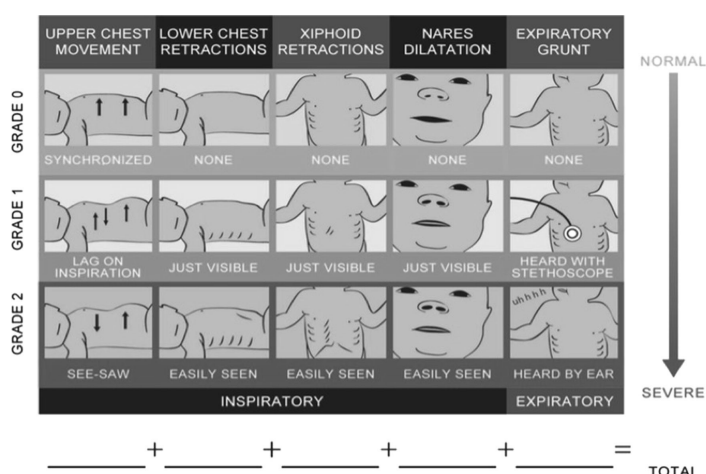 UPPER CHEST MOVEMENT
LOWER CHEST RETRACTIONS
XIPHOID RETRACTIONS
NARES DILATATION
EXPIRATORY GRUNT
NORMAL
GRADE 0
SYNCHRONIZED
NONE
NONE
NONE
NONE
GRADE 1
LAG ON INSPIRATION
JUST VISIBLE
JUST VISIBLE
JUST VISIBLE
HEARD WITH STETHOSCOPE
GRADE 2
uhhhh
SEE-SAW
EASILY SEEN
EASILY SEEN
EASILY SEEN
HEARD BY EAR
SEVERE
INSPIRATORY
EXPIRATORY
+ + + + =
TOTAL